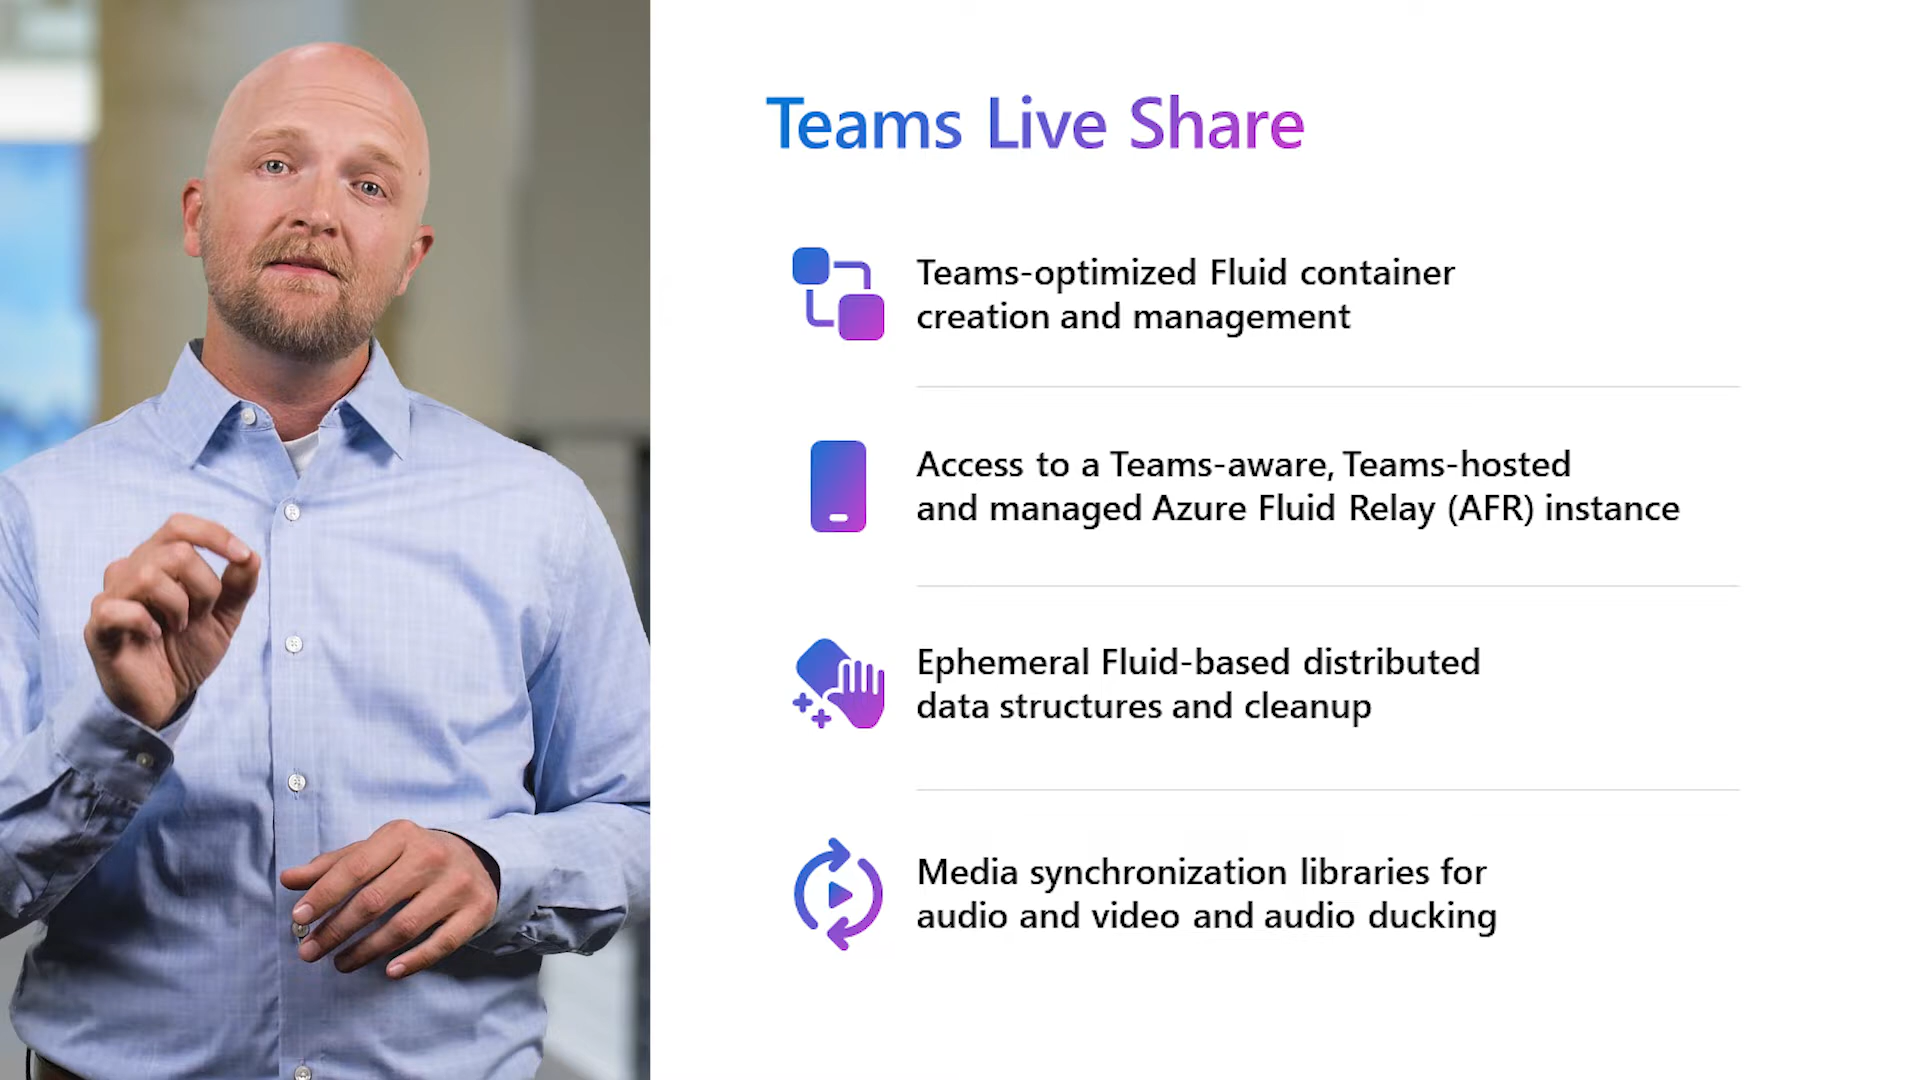 Teams Live Share
Teams-optimized Fluid container
creation and management
Access to a Teams-aware, Teams-hosted
and managed Azure Fluid Relay (AFR) instance
Ephemeral Fluid-based distributed
data structures and cleanup
Media synchronization libraries for
audio and video and audio ducking